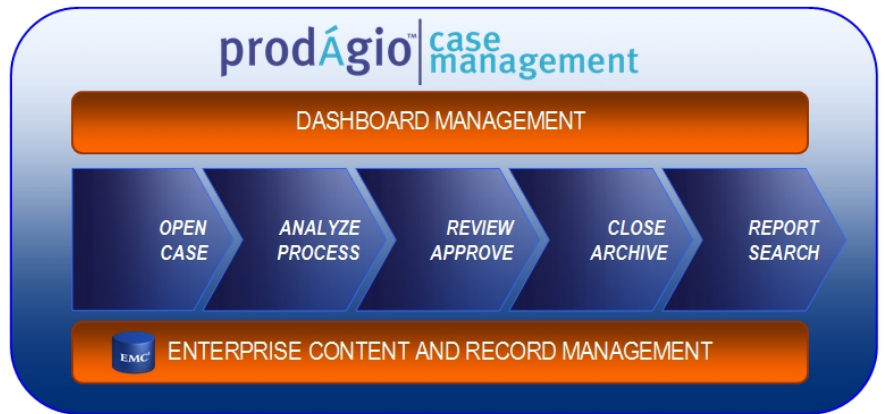 prodÁgio™ case
management
DASHBOARD MANAGEMENT
OPEN
CASE
ANALYZE
PROCESS
REVIEW
APPROVE
CLOSE
ARCHIVE
REPORT
SEARCH
EMC²
ENTERPRISE CONTENT AND RECORD MANAGEMENT